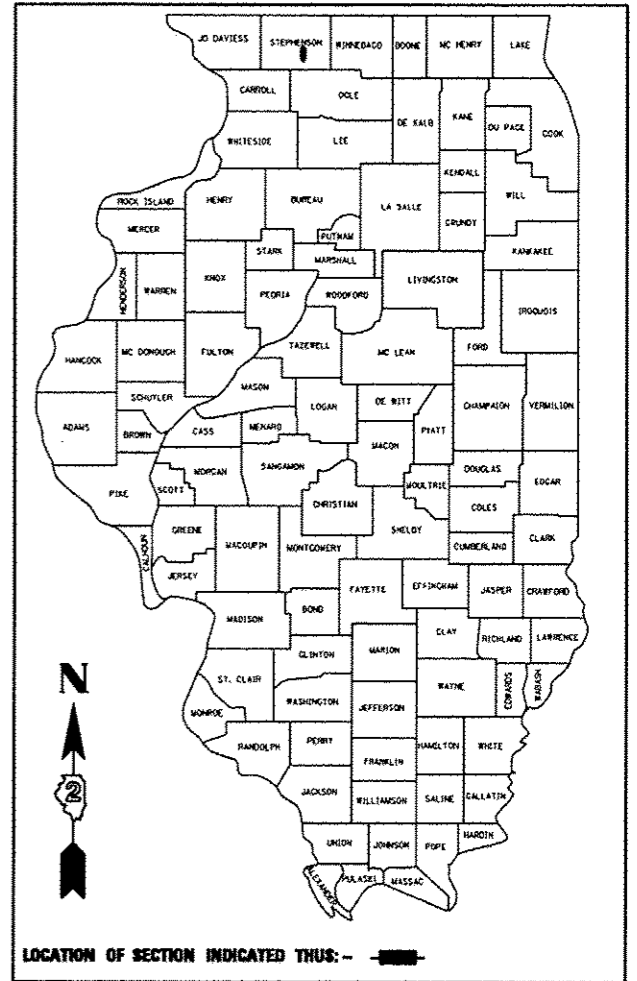 JO DAVIESS STEPHENSON WINNEBAGO BOONE MC HENRY LAKE
CARROLL OGLE
DE KALB KANE DU PAGE COOK
WHITESIDE LEE
KENDALL
WILL
ROCK ISLAND HENRY BUREAU LA SALLE GRUNDY
MERCER PUTNAM
KANKAKEE
STARK MARSHALL
HENDERSON WARREN KNOX PEORIA WOODFORD LIVINGSTON IROQUOIS
HANCOCK MC DONOUGH FULTON TAZEWELL MC LEAN FORD
MASON
SCHUYLER LOGAN DE WITT CHAMPAIGN VERMILION
ADAMS BROWN CASS MENARD MACON PIATT
MORGAN SANGAMON DOUGLAS EDGAR
PIKE SCOTT CHRISTIAN MOULTRIE COLES
GREENE MACOUPIN MONTGOMERY SHELBY CUMBERLAND CLARK
CALHOUN JERSEY
FAYETTE EFFINGHAM JASPER CRAWFORD
MADISON BOND
CLAY RICHLAND LAWRENCE
CLINTON MARION
ST. CLAIR WAYNE EDWARDS WABASH
N
MONROE WASHINGTON JEFFERSON
RANDOLPH PERRY HAMILTON WHITE
2
FRANKLIN
JACKSON WILLIAMSON SALINE GALLATIN
UNION JOHNSON POPE HARDIN
ALEXANDER PULASKI MASSAC
LOCATION OF SECTION INDICATED THUS:-